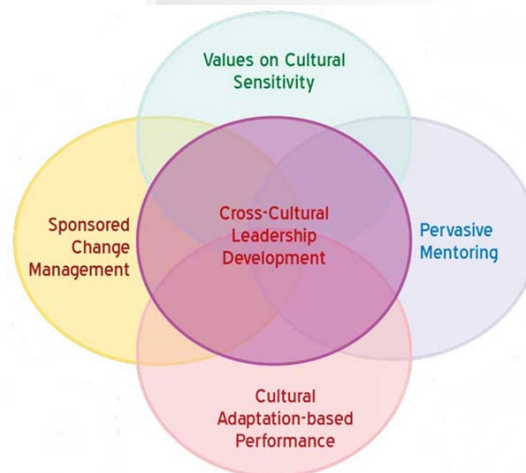 Values on Cultural
Sensitivity
Sponsored
Change
Management
Cross-Cultural
Leadership
Development
Pervasive
Mentoring
Cultural
Adaptation-based
Performance